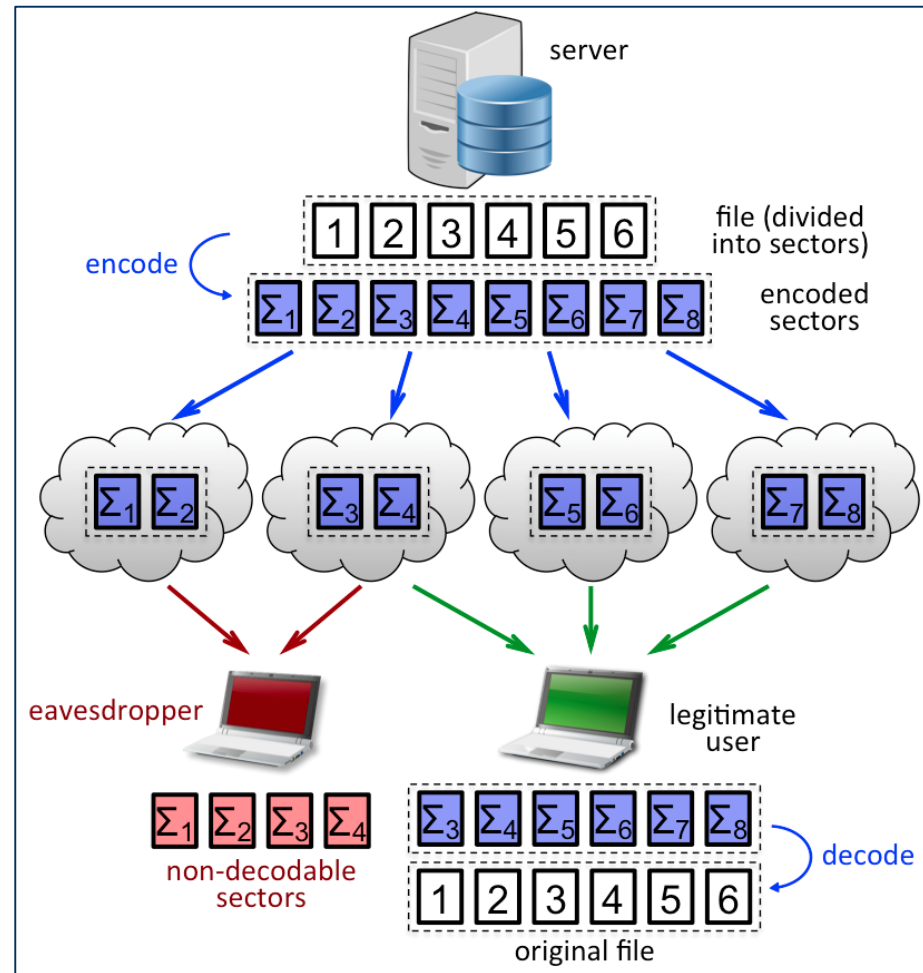 server
1 2 3 4 5 6
file (divided
into sectors)
encode
Σ1 Σ2 Σ3 Σ4 Σ5 Σ6 Σ7 Σ8
encoded
sectors
Σ1 Σ2
Σ3 Σ4
Σ5 Σ6
Σ7 Σ8
eavesdropper
legitimate
user
Σ1 Σ2 Σ3 Σ4
non-decodable
sectors
Σ3 Σ4 Σ5 Σ6 Σ7 Σ8
decode
1 2 3 4 5 6
original file